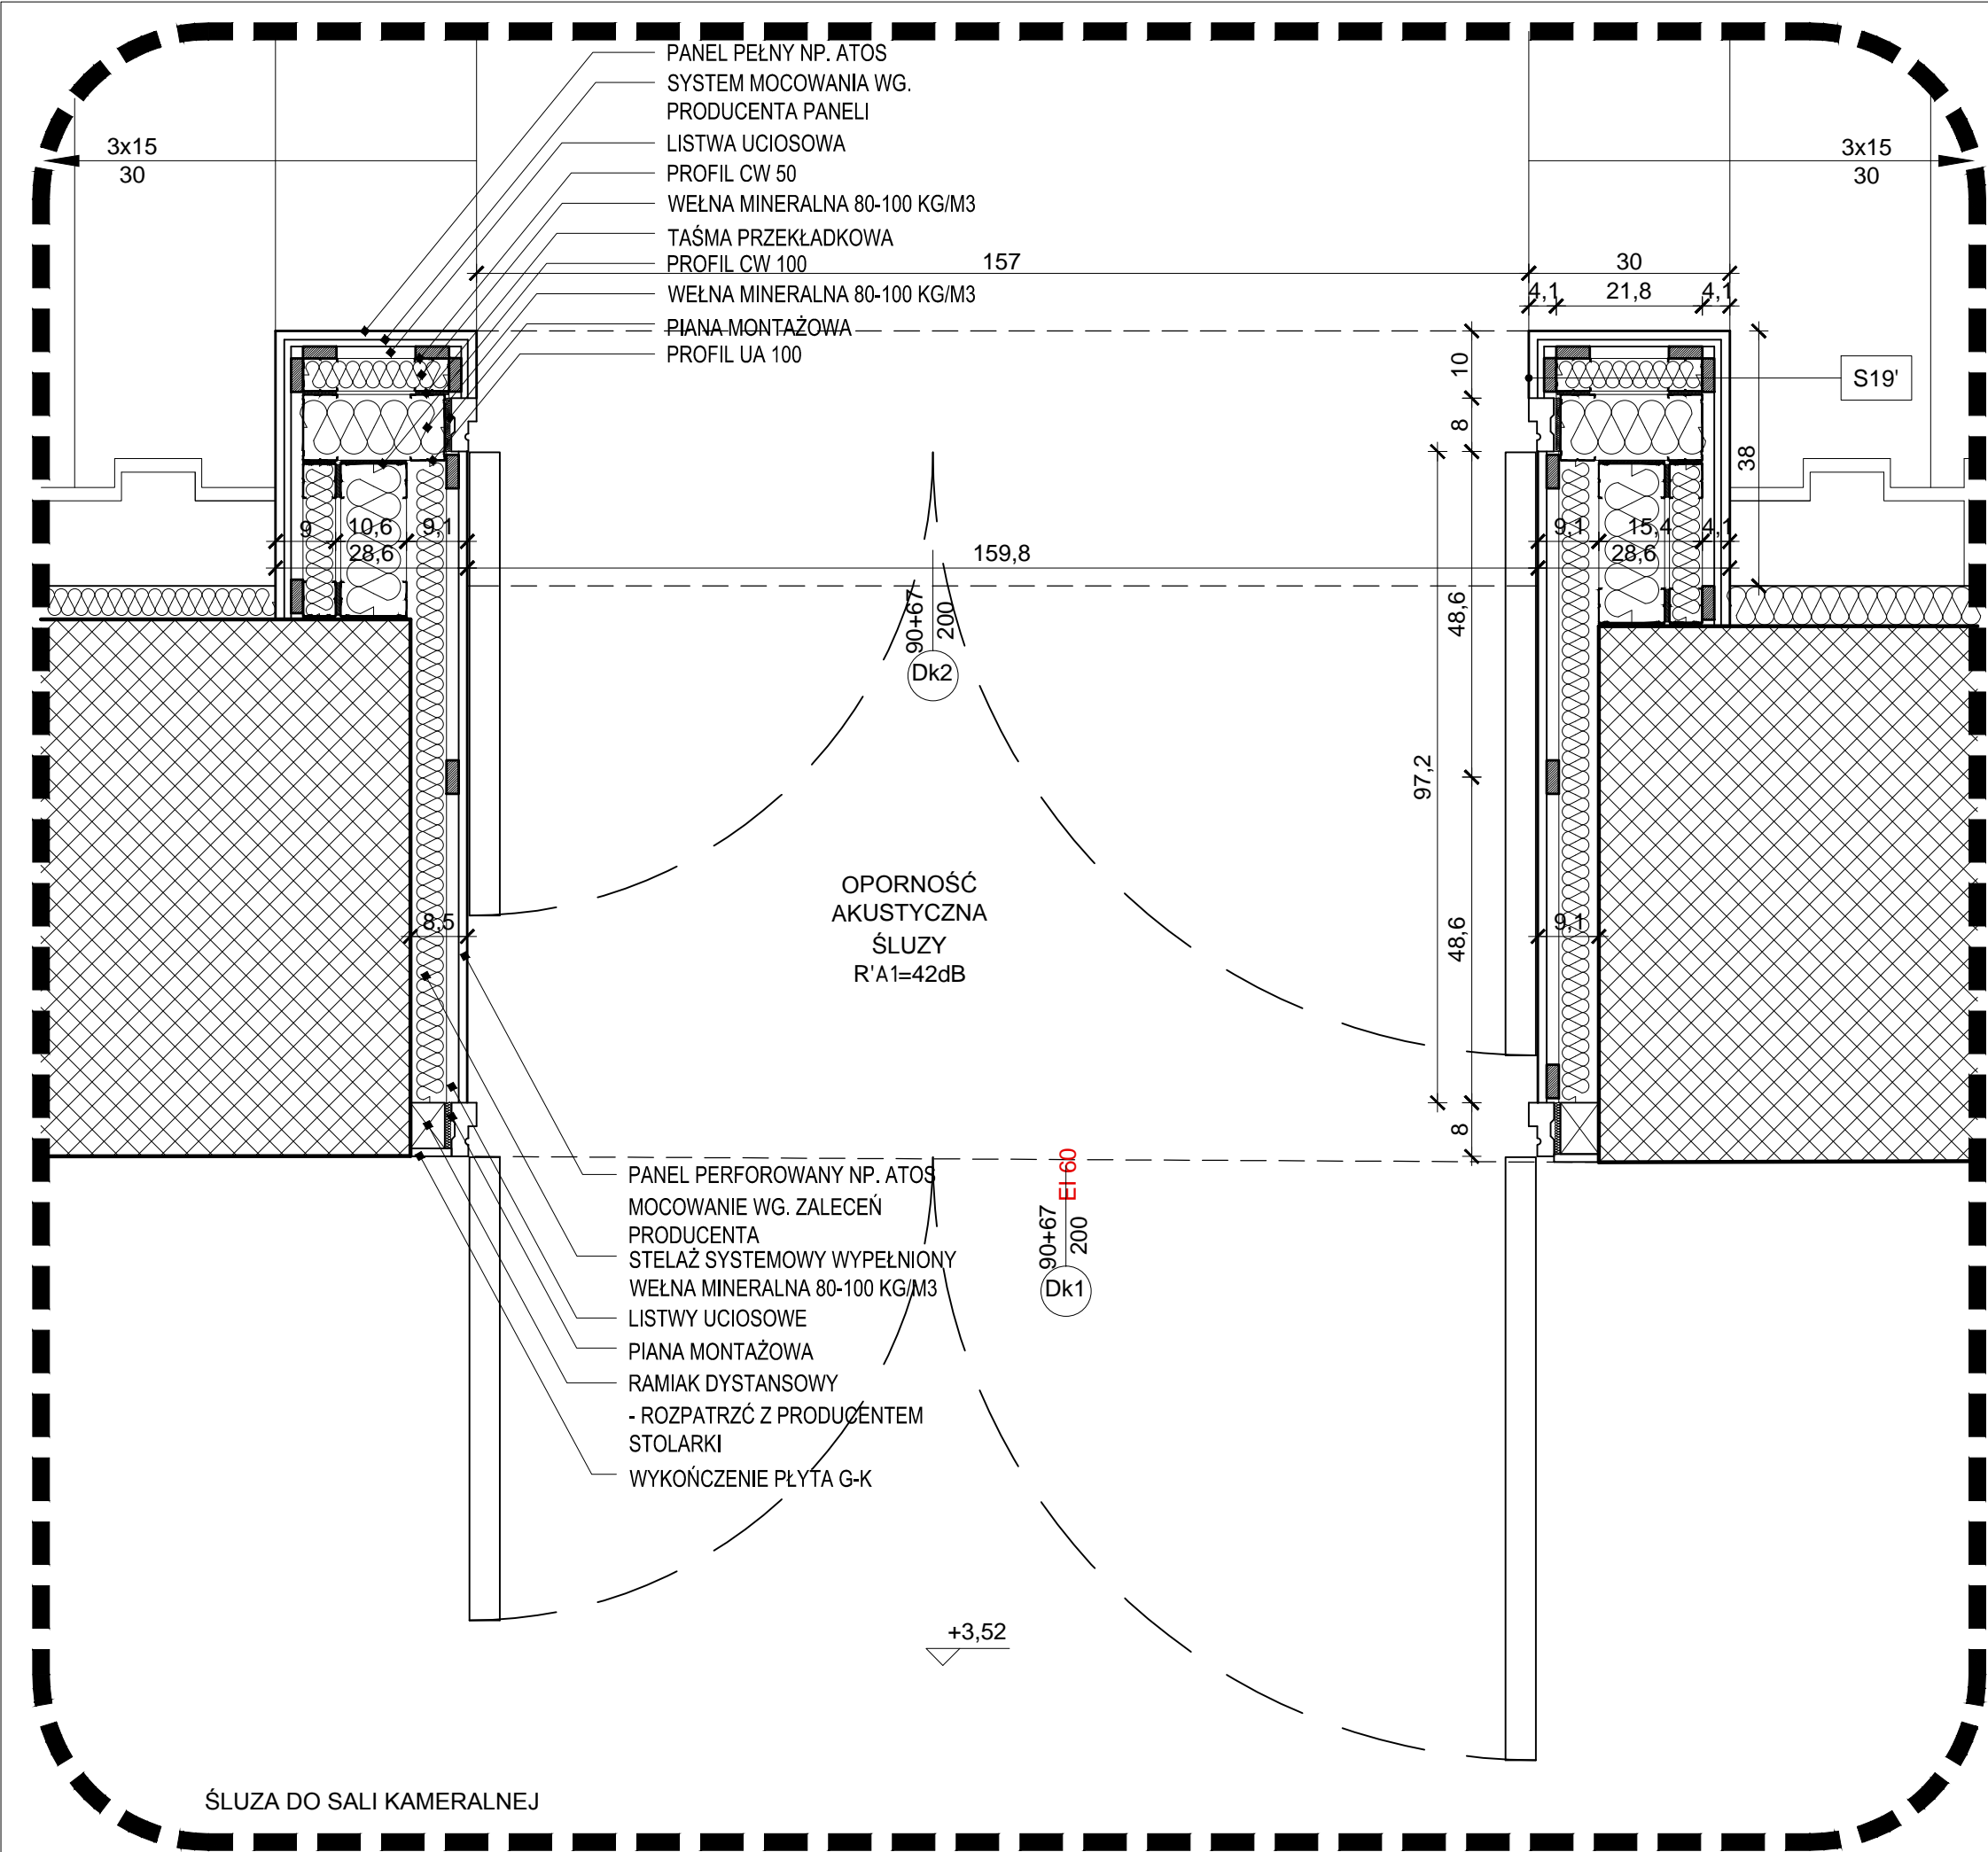 PANEL PEŁNY NP. ATOS
SYSTEM MOCOWANIA WG.
PRODUCENTA PANELI
LISTWA UCIOSOWA
PROFIL CW 50
WEŁNA MINERALNA 80-100 KG/M3
TAŚMA PRZEKŁADKOWA
PROFIL CW 100
WEŁNA MINERALNA 80-100 KG/M3
PIANA MONTAŻOWA
PROFIL UA 100
3x15
30
3x15
30
157
30
4,1
21,8
4,1
10
8
38
S19'
9
10,6
9,1
28,6
159,8
9,1
15,4
4,1
28,6
90+67
200
Dk2
48,6
97,2
48,6
8
8,5
9,1
OPORNOŚĆ
AKUSTYCZNA
ŚLUZY
R'A1=42dB
PANEL PERFOROWANY NP. ATOS
MOCOWANIE WG. ZALECEŃ
PRODUCENTA
STELAŻ SYSTEMOWY WYPEŁNIONY
WEŁNA MINERALNA 80-100 KG/M3
LISTWY UCIOSOWE
PIANA MONTAŻOWA
RAMIAK DYSTANSOWY
- ROZPATRZĆ Z PRODUCENTEM
STOLARKI
WYKOŃCZENIE PŁYTA G-K
EI 60
90+67
200
Dk1
+3,52
ŚLUZA DO SALI KAMERALNEJ